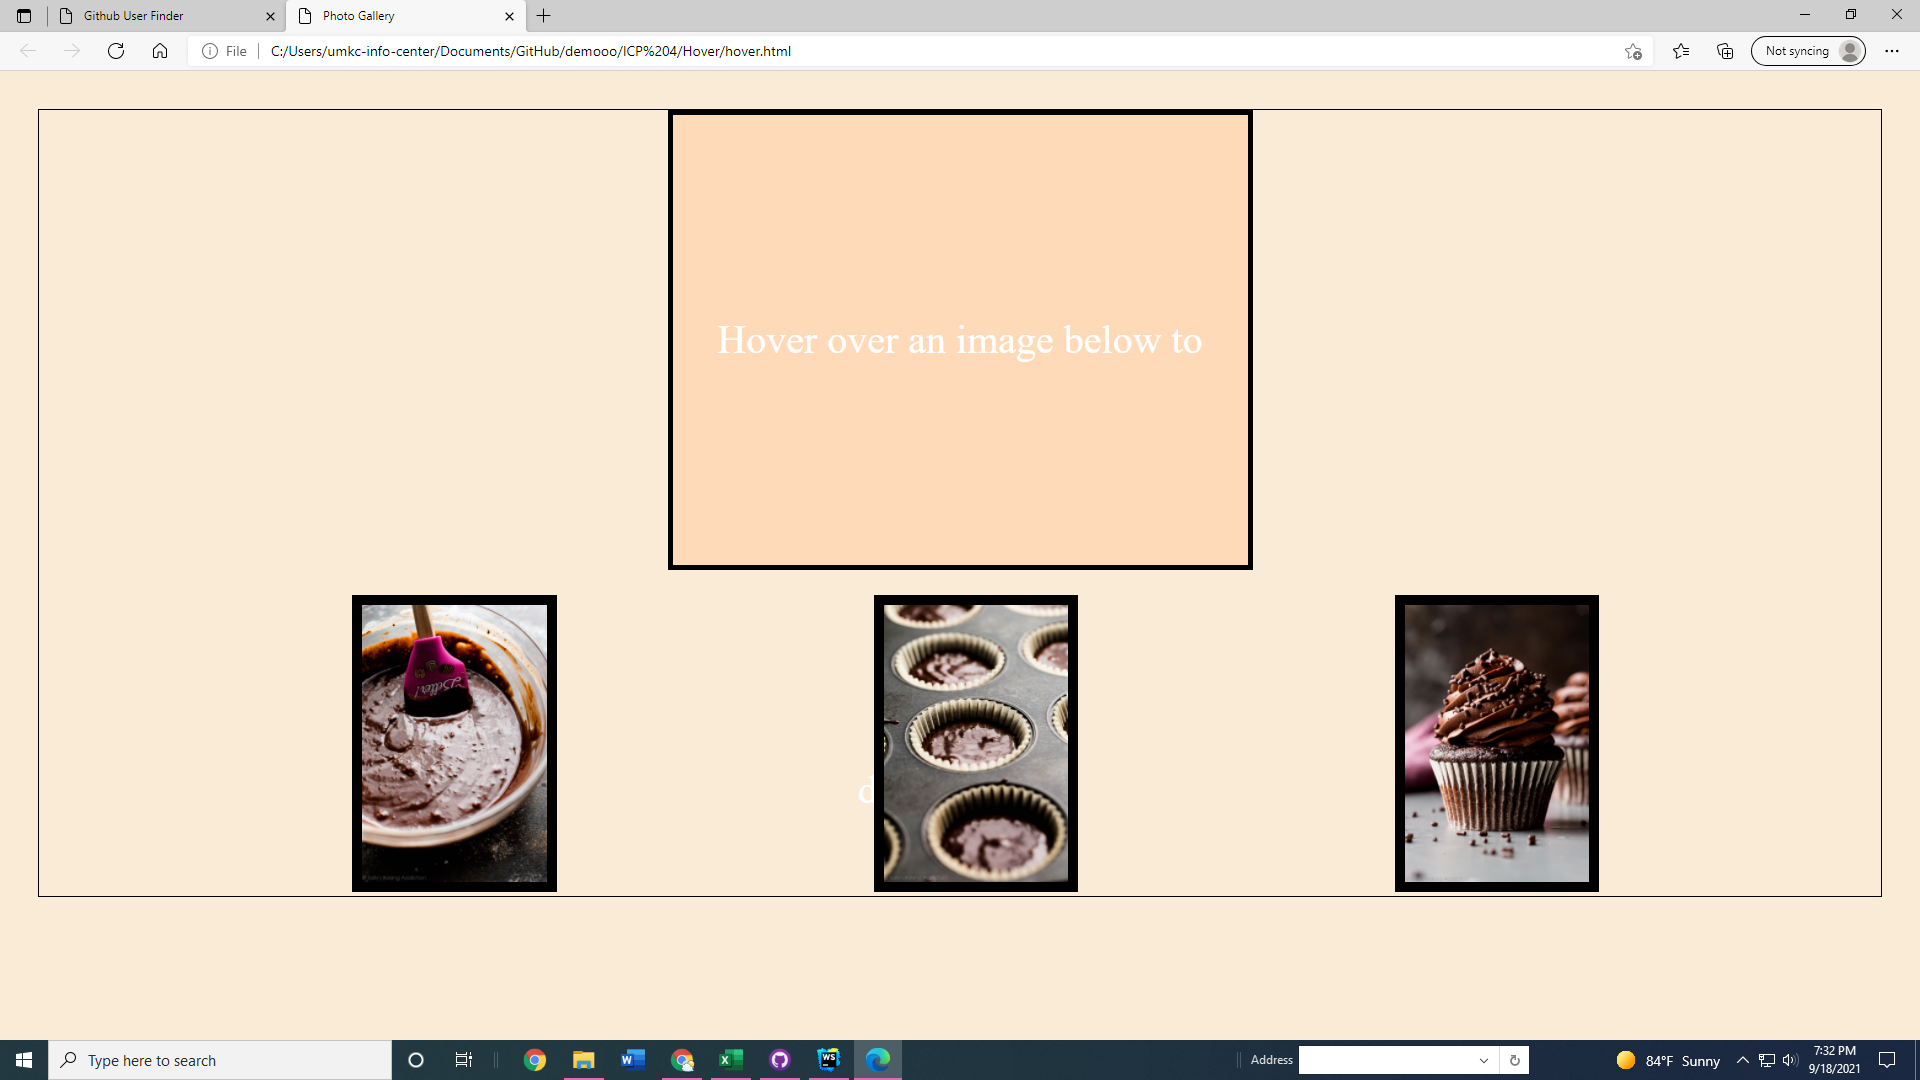 Github User Finder
Photo Gallery
File
C:/Users/umkc-info-center/Documents/GitHub/demooo/ICP%204/Hover/hover.html
Not syncing
Hover over an image below to
d
Type here to search
Address
84°F Sunny
7:32 PM
9/18/2021